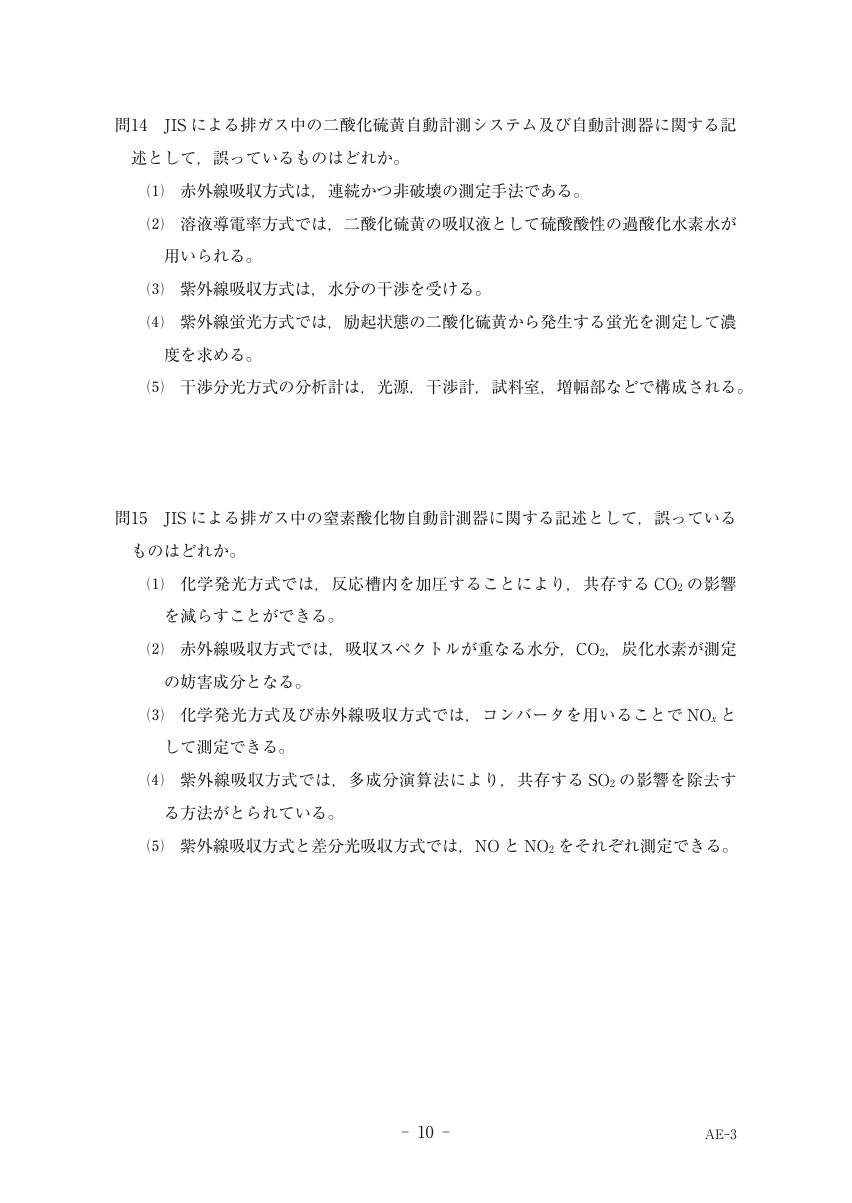 問14 JIS による排ガス中の二酸化硫黄自動計測システム及び自動計測器に関する記
述として，誤っているものはどれか。
⑴ 赤外線吸収方式は，連続かつ非破壊の測定手法である。
⑵ 溶液導電率方式では，二酸化硫黄の吸収液として硫酸酸性の過酸化水素水が
用いられる。
⑶ 紫外線吸収方式は，水分の干渉を受ける。
⑷ 紫外線蛍光方式では，励起状態の二酸化硫黄から発生する蛍光を測定して濃
度を求める。
⑸ 干渉分光方式の分析計は，光源，干渉計，試料室，増幅部などで構成される。
問15 JIS による排ガス中の窒素酸化物自動計測器に関する記述として，誤っている
ものはどれか。
⑴ 化学発光方式では，反応槽内を加圧することにより，共存する CO₂ の影響
を減らすことができる。
⑵ 赤外線吸収方式では，吸収スペクトルが重なる水分，CO₂，炭化水素が測定
の妨害成分となる。
⑶ 化学発光方式及び赤外線吸収方式では，コンバータを用いることで NOₓ と
して測定できる。
⑷ 紫外線吸収方式では，多成分演算法により，共存する SO₂ の影響を除去す
る方法がとられている。
⑸ 紫外線吸収方式と差分光吸収方式では，NO と NO₂ をそれぞれ測定できる。
− 10 −
AE−3